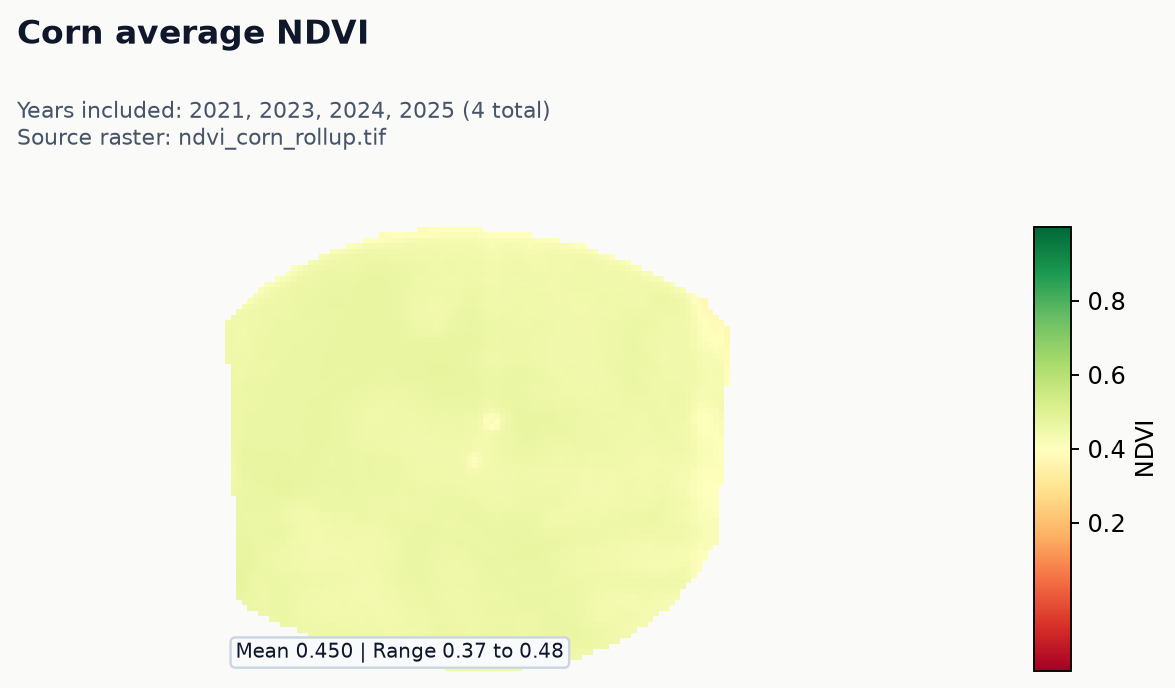 Corn average NDVI
Years included: 2021, 2023, 2024, 2025 (4 total)
Source raster: ndvi_corn_rollup.tif
0.8
0.6
0.4
0.2
NDVI
Mean 0.450 | Range 0.37 to 0.48